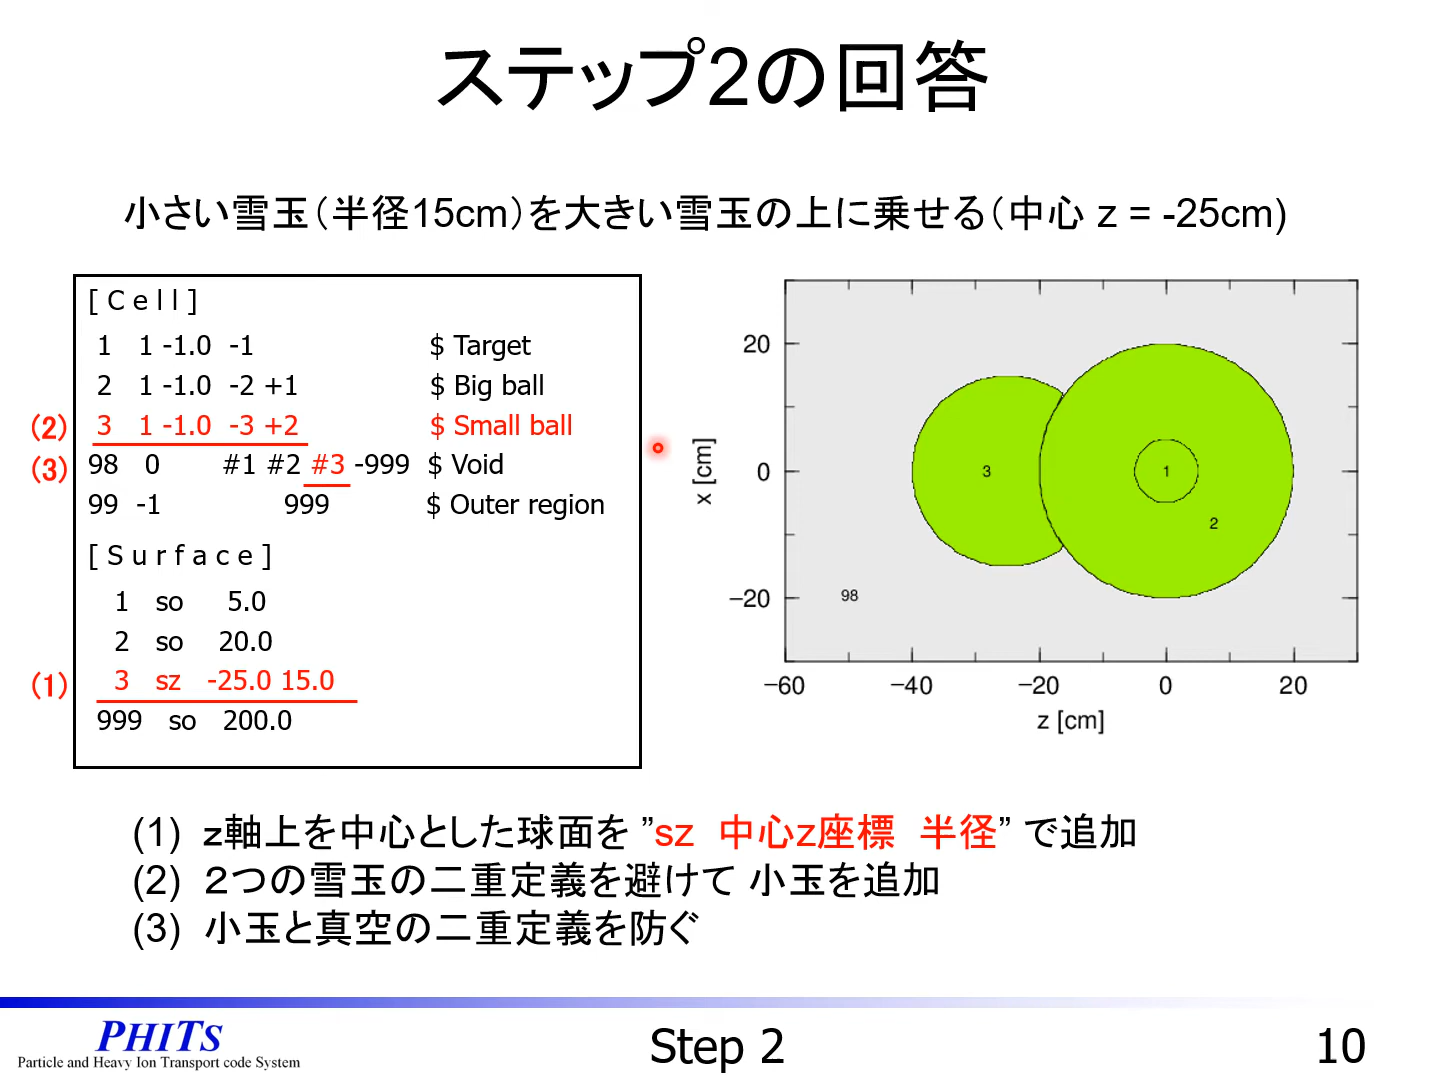 ステップ2の回答
小さい雪玉（半径15cm）を大きい雪玉の上に乗せる（中心 z = -25cm)
[ C e l l ]
1 1 -1.0 -1 $ Target
2 1 -1.0 -2 +1 $ Big ball
(2) 3 1 -1.0 -3 +2 $ Small ball
(3) 98 0 #1 #2 #3 -999 $ Void
99 -1 999 $ Outer region
[ S u r f a c e ]
1 so 5.0
2 so 20.0
(1) 3 sz -25.0 15.0
999 so 200.0
20
0
−20
x [cm]
3
1
2
98
−60 −40 −20 0 20
z [cm]
(1) ｚ軸上を中心とした球面を ”sz 中心z座標 半径” で追加
(2) ２つの雪玉の二重定義を避けて 小玉を追加
(3) 小玉と真空の二重定義を防ぐ
PHITS
Particle and Heavy Ion Transport code System
Step 2
10